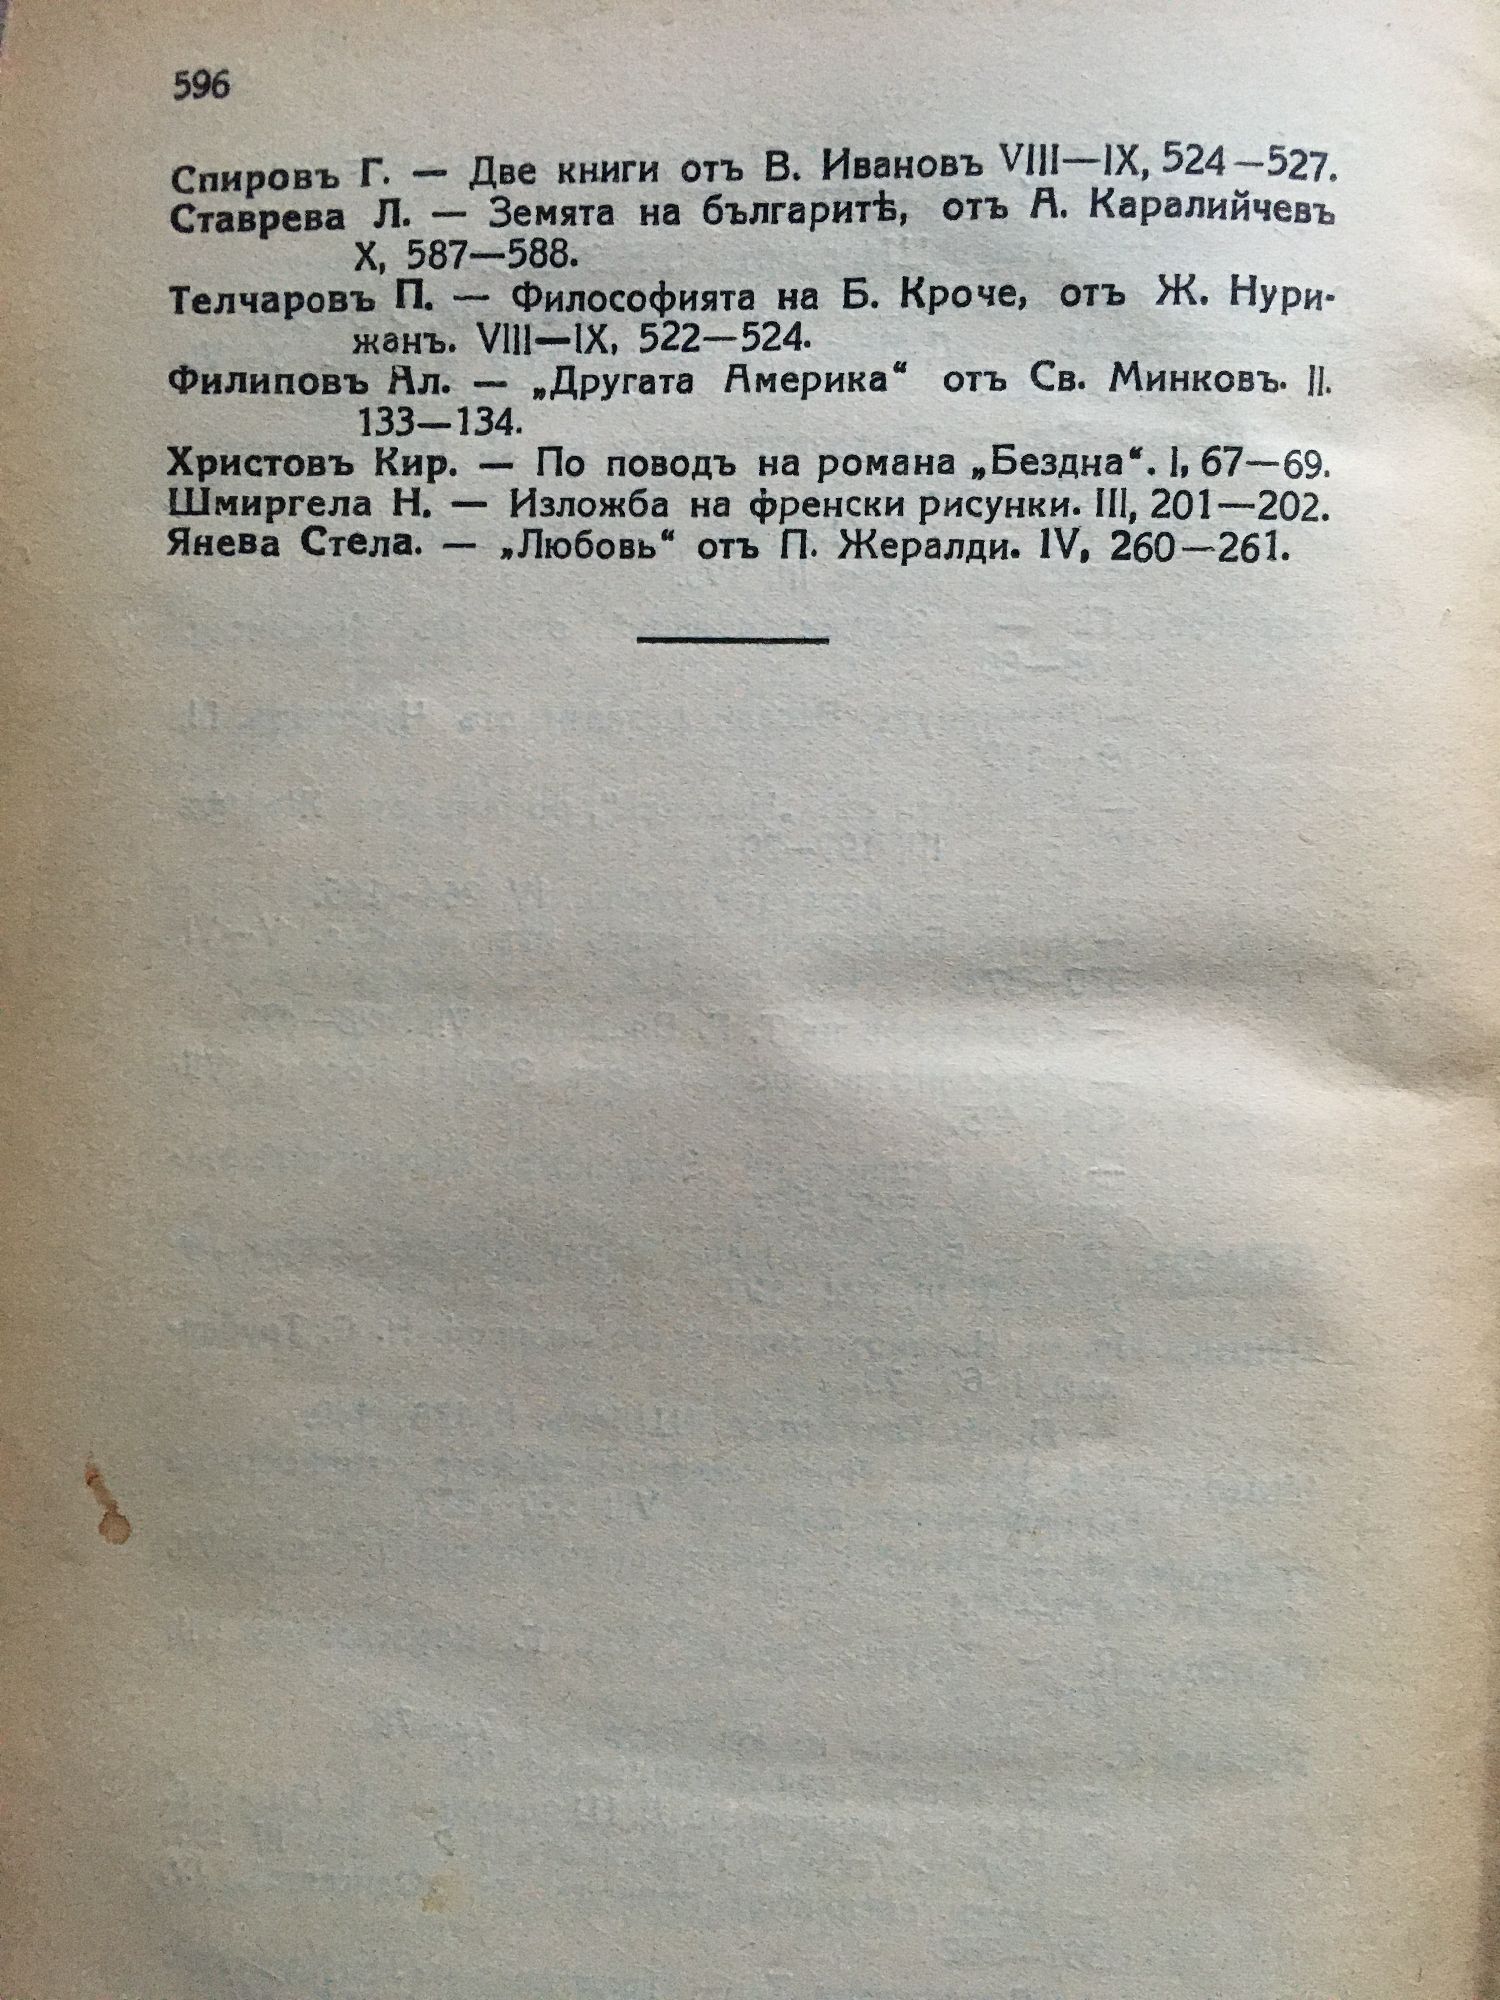 596
Спировъ Г. — Две книги отъ В. Ивановъ VIII—IX, 524—527.
Ставрева Л. — Земята на българитѣ, отъ А. Каралийчевъ
X, 587—588.
Телчаровъ П. — Философията на Б. Кроче, отъ Ж. Нури-
жанъ. VIII—IX, 522—524.
Филиповъ Ал. — „Другата Америка“ отъ Св. Минковъ. II.
133—134.
Христовъ Кир. — По поводъ на романа „Бездна“. I, 67—69.
Шмиргела Н. — Изложба на френски рисунки. III, 201—202.
Янева Стела. — „Любовь“ отъ П. Жералди. IV, 260—261.